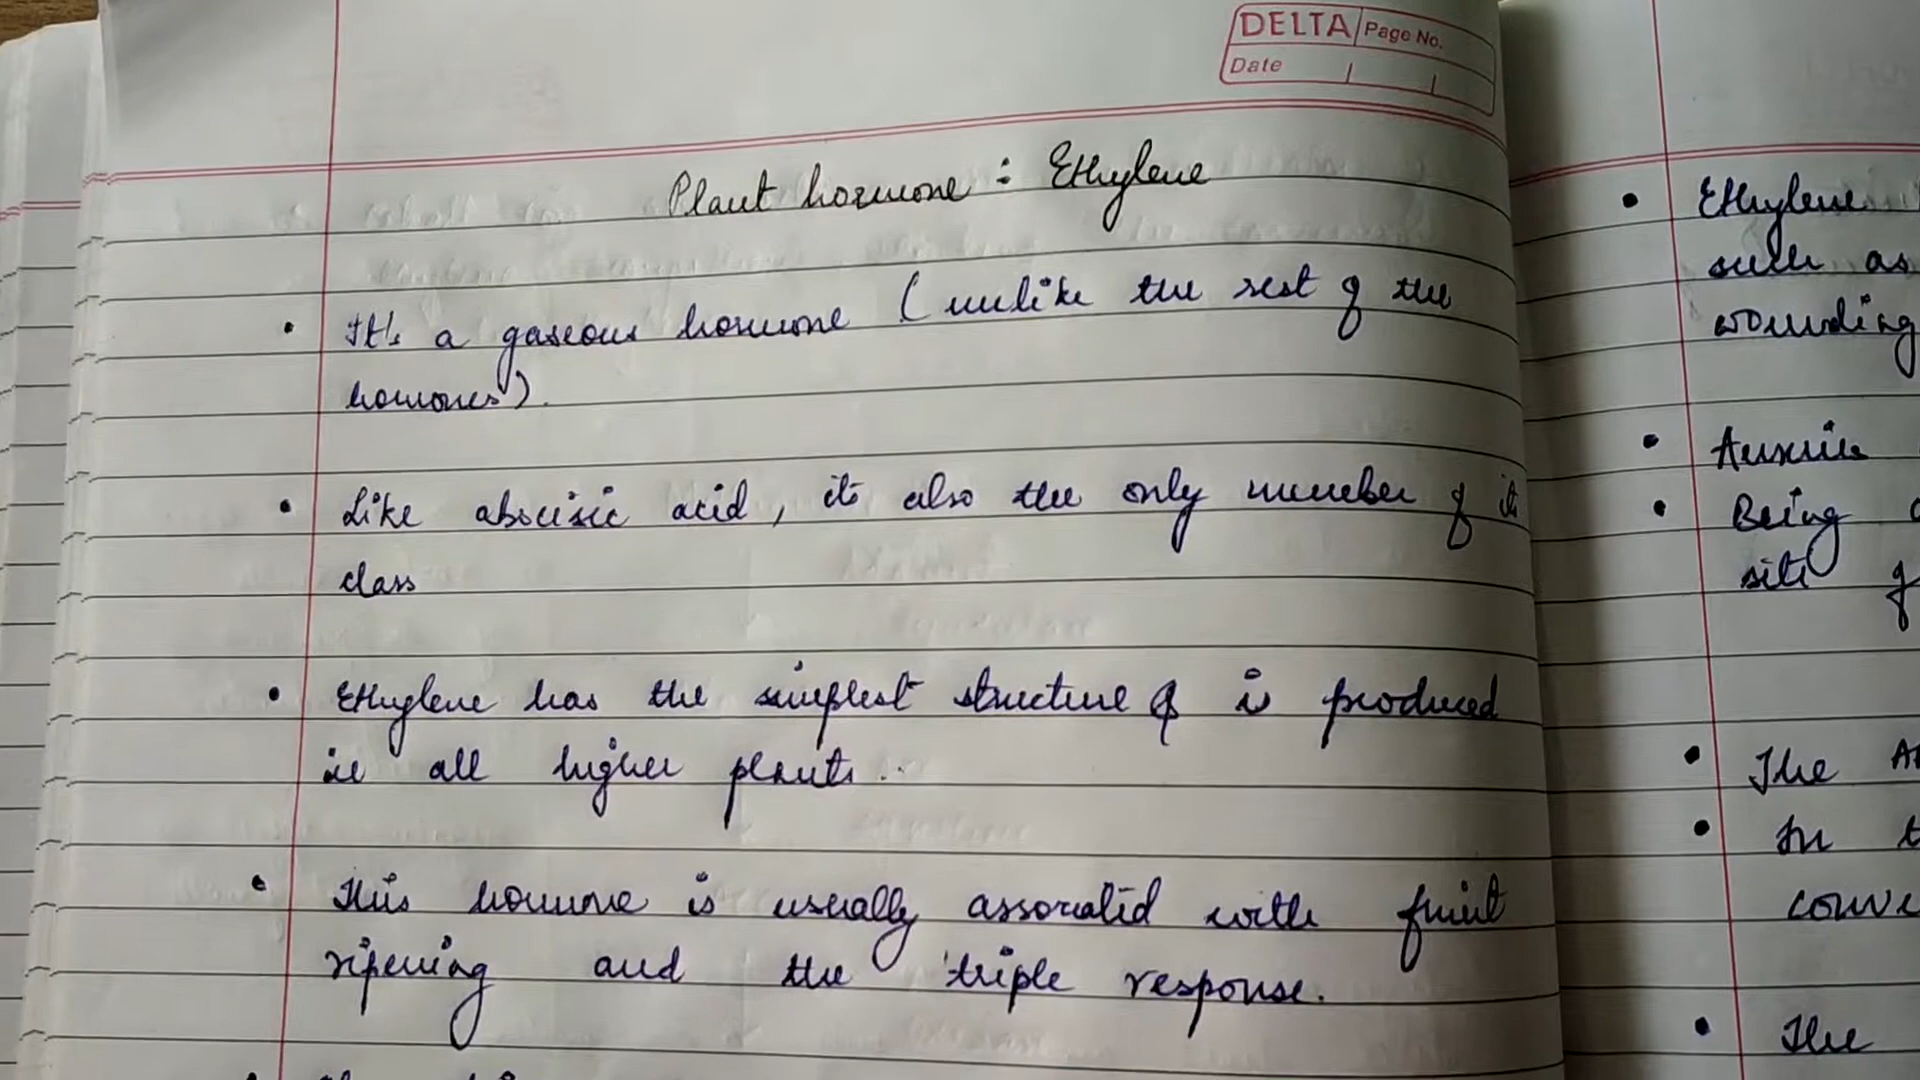 DELTA Page No.
Date
Plant hormone : Ethylene
• It's a gaseous hormone (unlike the rest of the
hormones).
• Like abscisic acid, its also the only member of its
class
• Ethylene has the simplest structure & is produced
in all higher plants.
• This hormone is usually associated with fruit
ripening and the 'triple response.
• Ethylene
such as
wounding
• Auxin
• Being
site of
• The
• In
• The